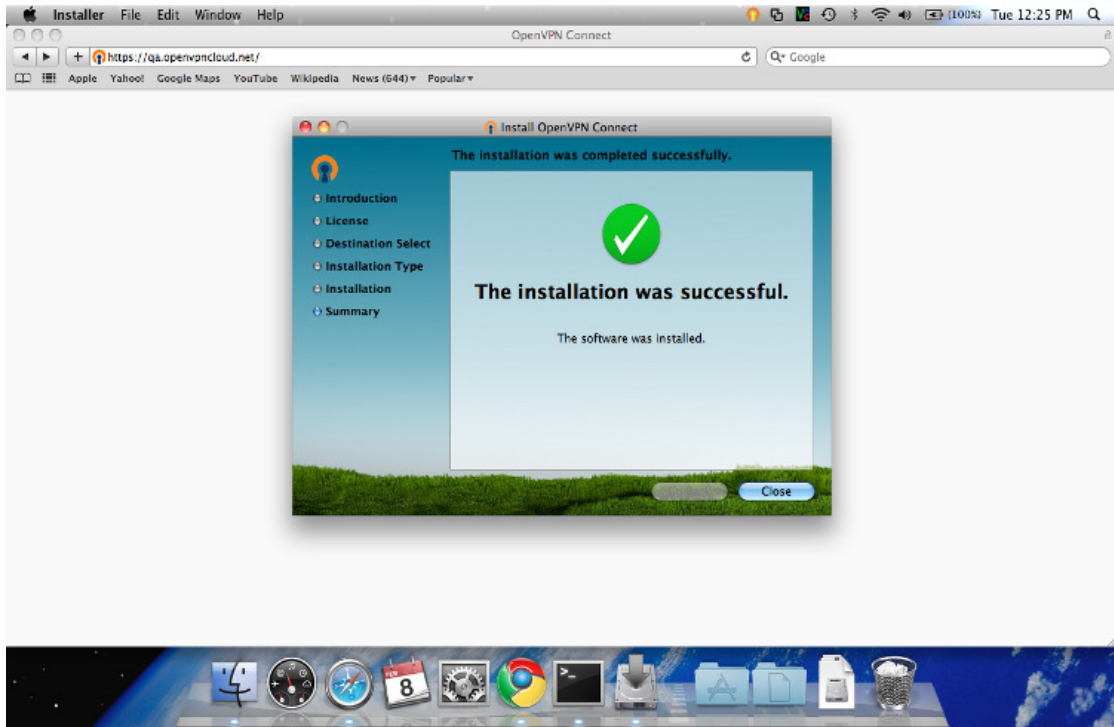 Installer File Edit Window Help (100%) Tue 12:25 PM
OpenVPN Connect
https://qa.openvpncloud.net/ Google
Apple Yahoo! Google Maps YouTube Wikipedia News (644) Popular
Install OpenVPN Connect
The installation was completed successfully.
Introduction
License
Destination Select
Installation Type
Installation
Summary
The installation was successful.
The software was installed.
Close
NOV
8